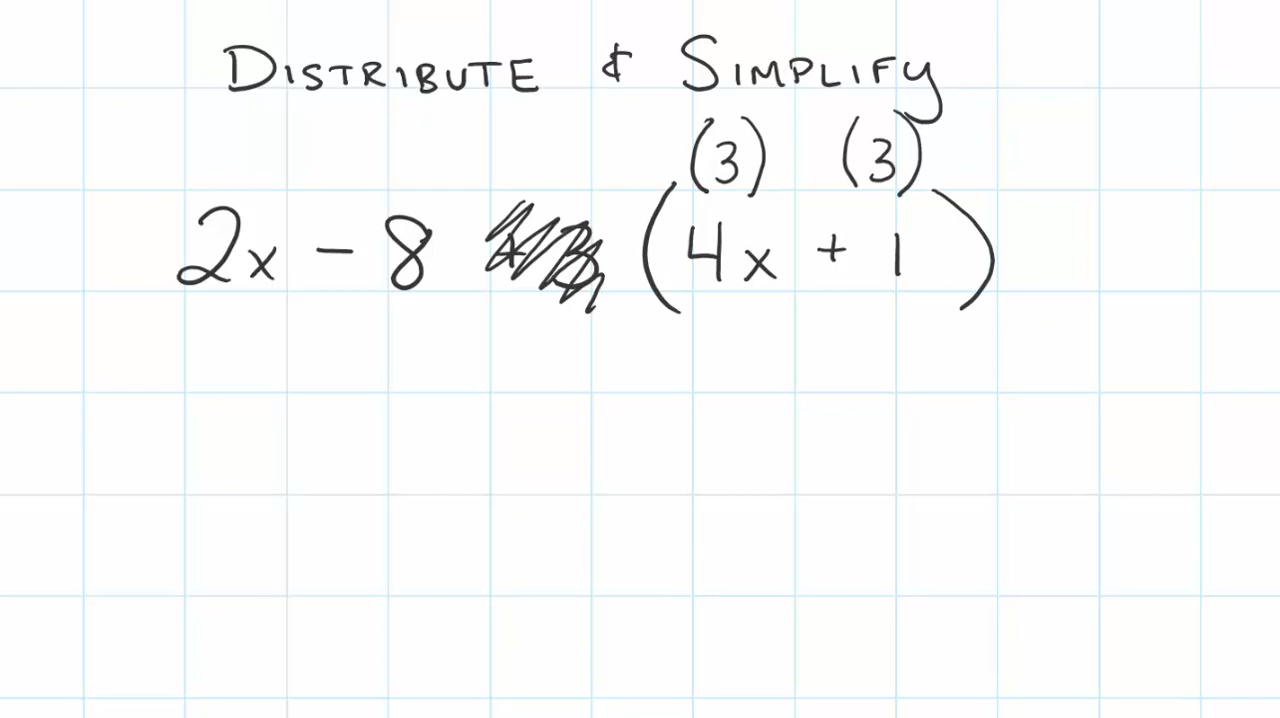 DISTRIBUTE & SIMPLIFY
(3) (3)
2x - 8 (4x + 1)